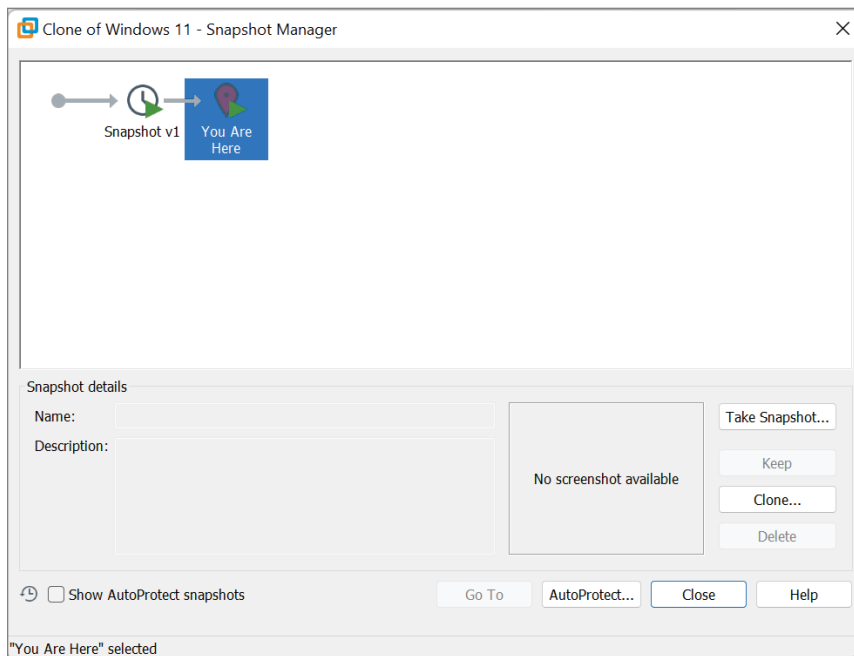 Clone of Windows 11 - Snapshot Manager
Snapshot v1
You Are
Here
Snapshot details
Name:
Description:
No screenshot available
Take Snapshot...
Keep
Clone...
Delete
Show AutoProtect snapshots
Go To
AutoProtect...
Close
Help
"You Are Here" selected